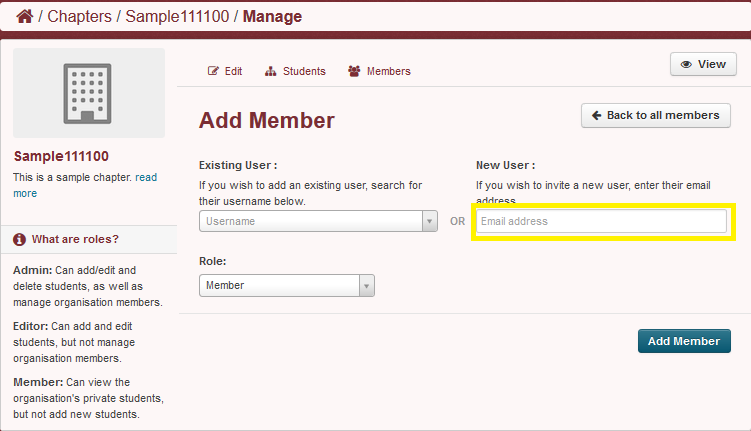 / Chapters / Sample111100 / Manage
Edit
Students
Members
View
Add Member
Back to all members
Sample111100
This is a sample chapter. read
more
What are roles?
Admin: Can add/edit and
delete students, as well as
manage organisation members.
Editor: Can add and edit
students, but not manage
organisation members.
Member: Can view the
organisation's private students,
but not add new students.
Existing User :
If you wish to add an existing user, search for
their username below.
Username
OR
New User :
If you wish to invite a new user, enter their email
address
Email address
Role:
Member
Add Member